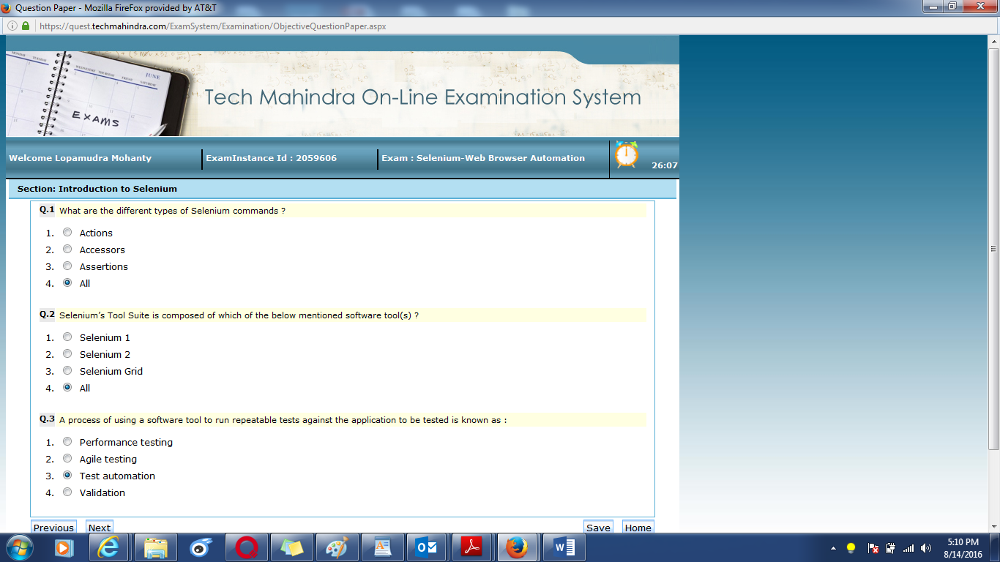 Question Paper - Mozilla FireFox provided by AT&T
https://quest.techmahindra.com/ExamSystem/Examination/ObjectiveQuestionPaper.aspx
JUNE
EXAMS
Tech Mahindra On-Line Examination System
Welcome Lopamudra Mohanty
ExamInstance Id : 2059606
Exam : Selenium-Web Browser Automation
26:07
Section: Introduction to Selenium
Q.1 What are the different types of Selenium commands ?
1. Actions
2. Accessors
3. Assertions
4. All
Q.2 Selenium’s Tool Suite is composed of which of the below mentioned software tool(s) ?
1. Selenium 1
2. Selenium 2
3. Selenium Grid
4. All
Q.3 A process of using a software tool to run repeatable tests against the application to be tested is known as :
1. Performance testing
2. Agile testing
3. Test automation
4. Validation
Previous Next Save Home
5:10 PM
8/14/2016